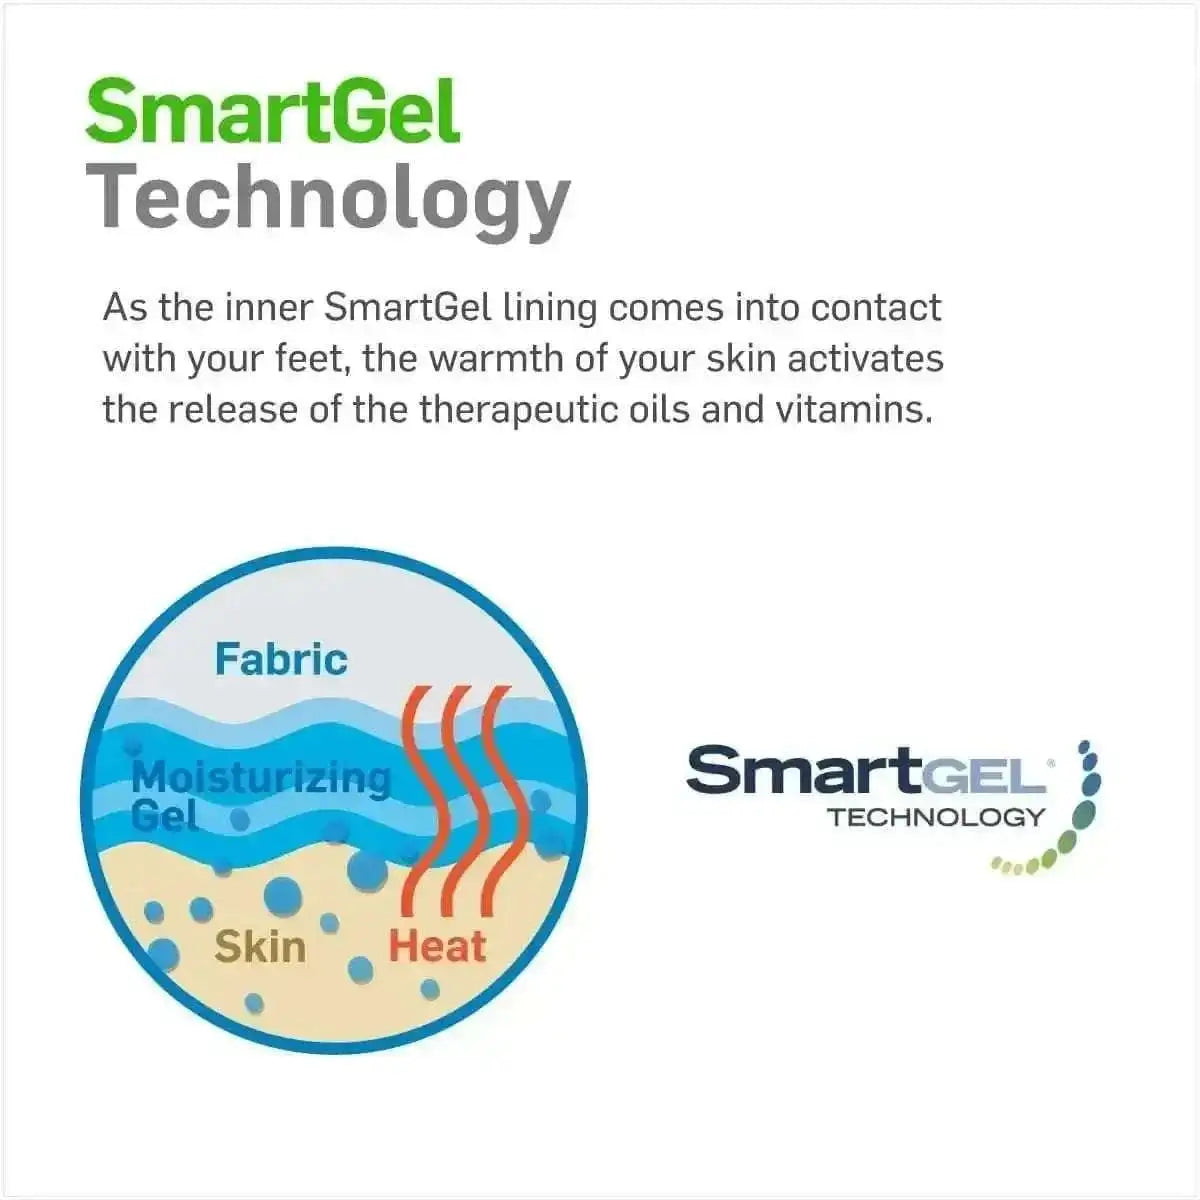 SmartGel
Technology
As the inner SmartGel lining comes into contact
with your feet, the warmth of your skin activates
the release of the therapeutic oils and vitamins.
Fabric
Moisturizing
Gel
Skin
Heat
SmartGEL®
TECHNOLOGY